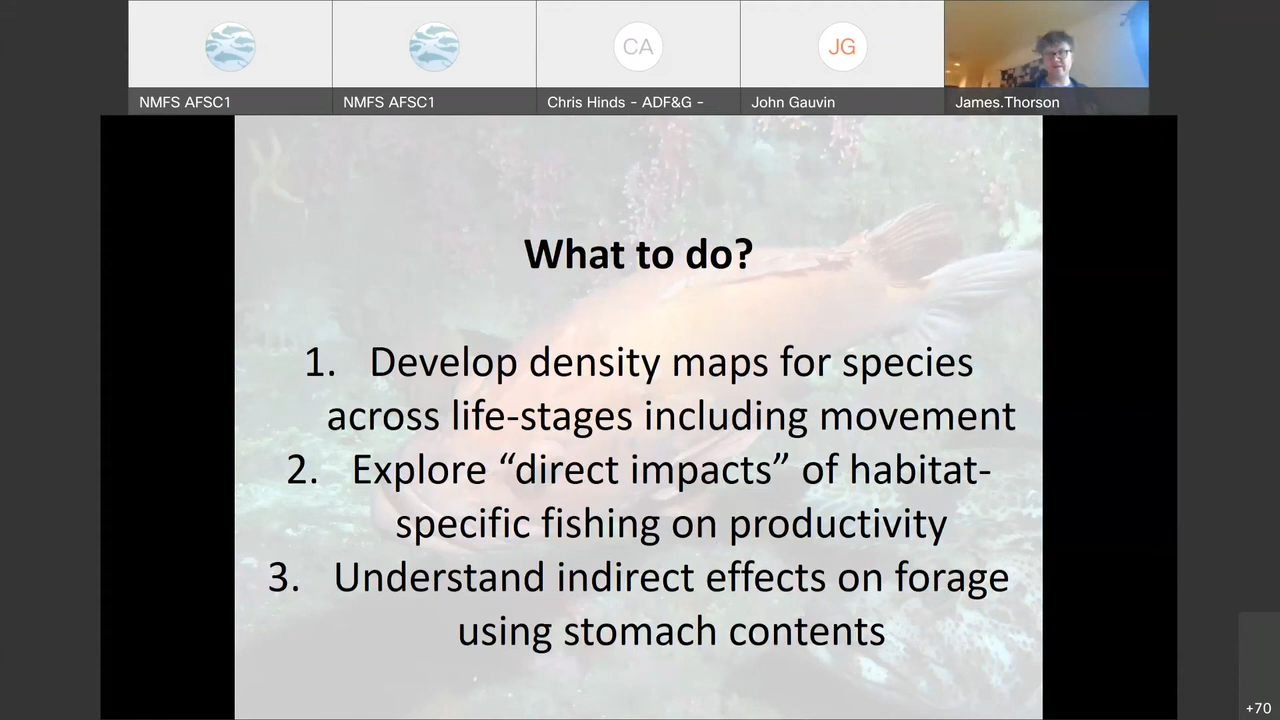 CA
JG
NMFS AFSC1
NMFS AFSC1
Chris Hinds - ADF&G -
John Gauvin
James.Thorson
What to do?
1. Develop density maps for species
across life-stages including movement
2. Explore “direct impacts” of habitat-
specific fishing on productivity
3. Understand indirect effects on forage
using stomach contents
+70